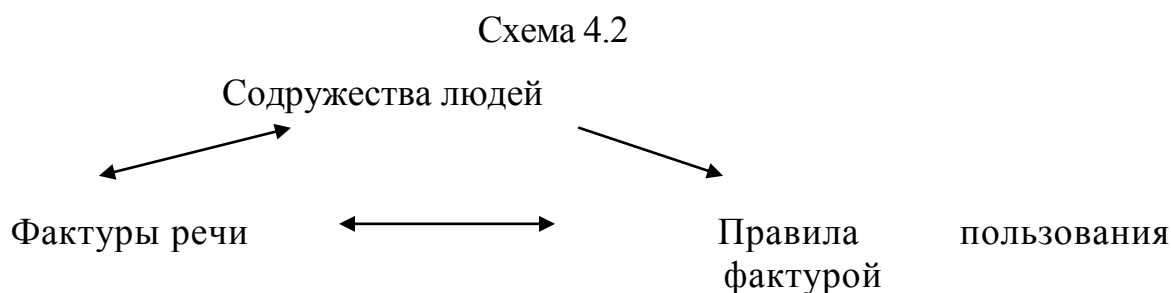 Схема 4.2
Содружества людей
Фактуры речи
Правила пользования
фактурой